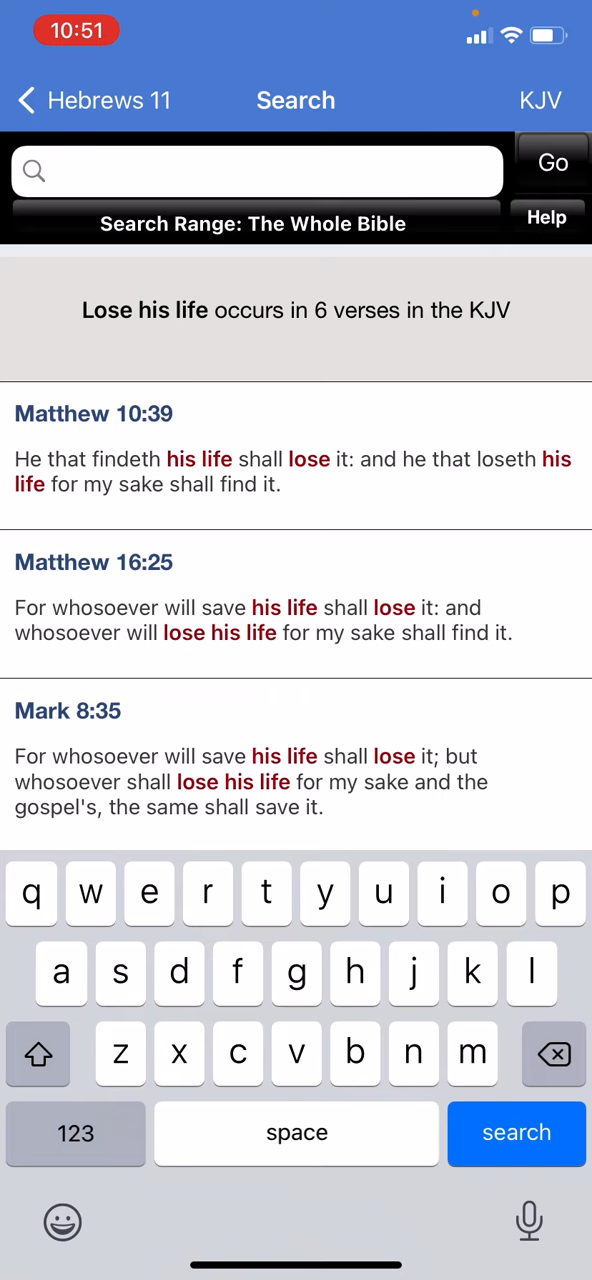 10:51
Hebrews 11
Search
KJV
Go
Search Range: The Whole Bible
Help
Lose his life occurs in 6 verses in the KJV
Matthew 10:39
He that findeth his life shall lose it: and he that loseth his
life for my sake shall find it.
Matthew 16:25
For whosoever will save his life shall lose it: and
whosoever will lose his life for my sake shall find it.
Mark 8:35
For whosoever will save his life shall lose it; but
whosoever shall lose his life for my sake and the
gospel's, the same shall save it.
q w e r t y u i o p
a s d f g h j k l
z x c v b n m
123 space search